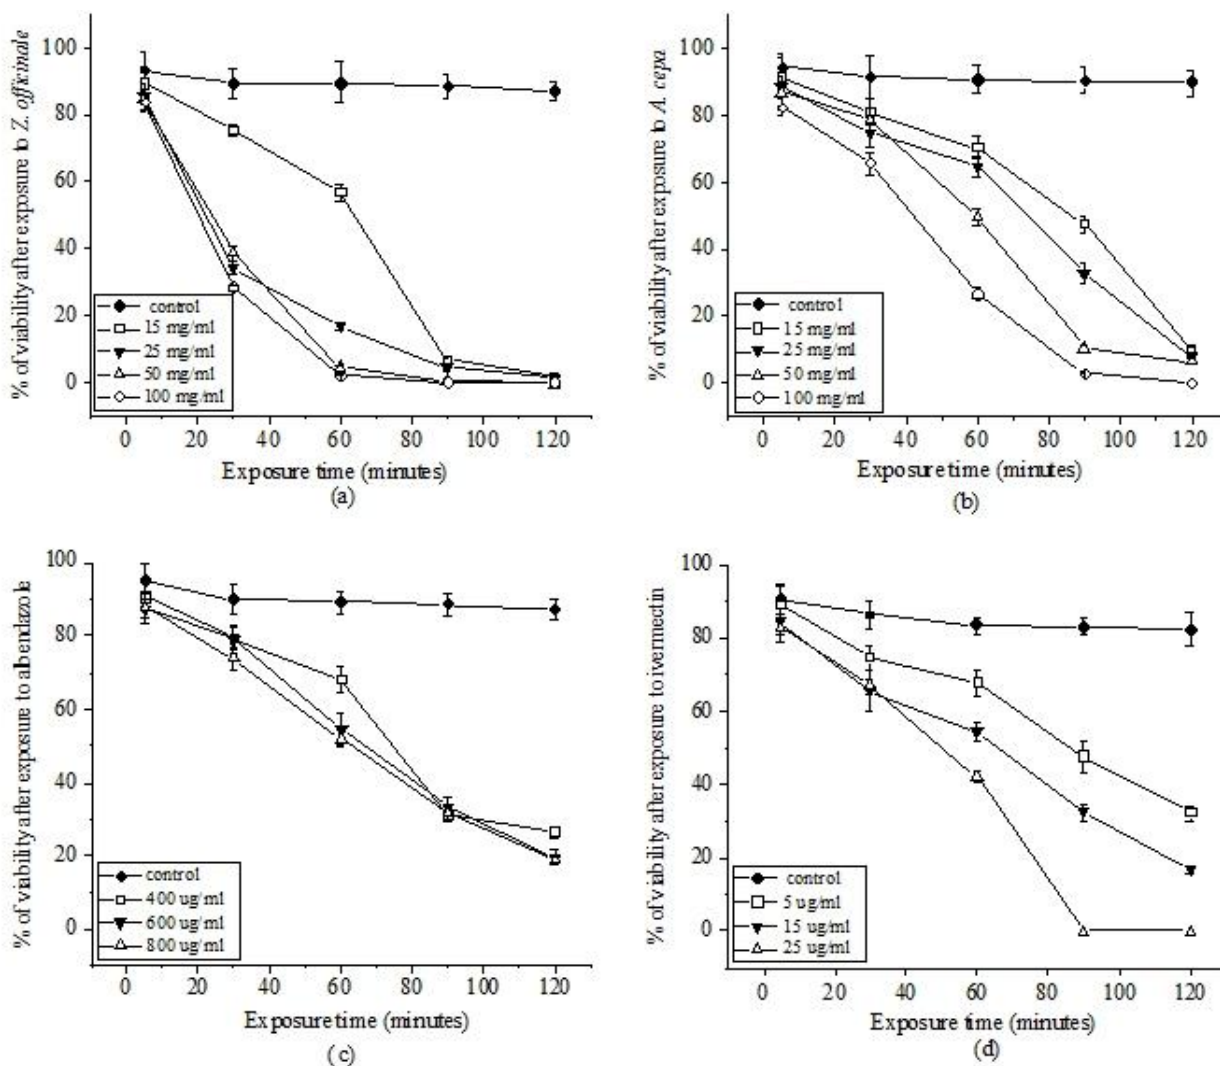 % of viability after exposure to Z. officinale
100
80
60
40
20
0
control
15 mg/ml
25 mg/ml
50 mg/ml
100 mg/ml
0 20 40 60 80 100 120
Exposure time (minutes)
(a)
% of viability after exposure to A. cepa
100
80
60
40
20
0
control
15 mg/ml
25 mg/ml
50 mg/ml
100 mg/ml
0 20 40 60 80 100 120
Exposure time (minutes)
(b)
% of viability after exposure to albendazole
100
80
60
40
20
0
control
400 ug/ml
600 ug/ml
800 ug/ml
0 20 40 60 80 100 120
Exposure time (minutes)
(c)
% of viability after exposure to ivermectin
100
80
60
40
20
0
control
5 ug/ml
15 ug/ml
25 ug/ml
0 20 40 60 80 100 120
Exposure time (minutes)
(d)